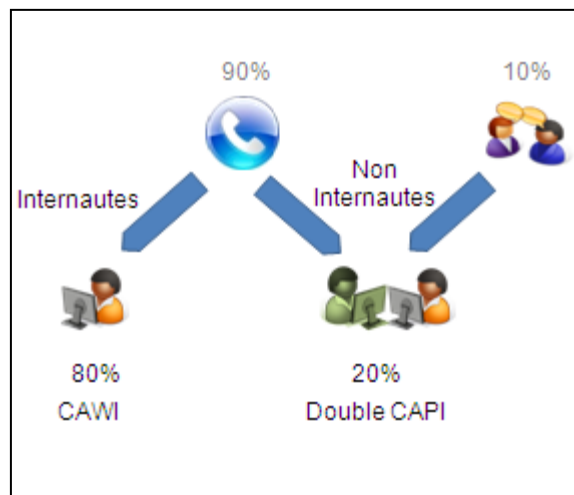 90%
10%
Internautes
Non
Internautes
80%
20%
CAWI
Double CAPI